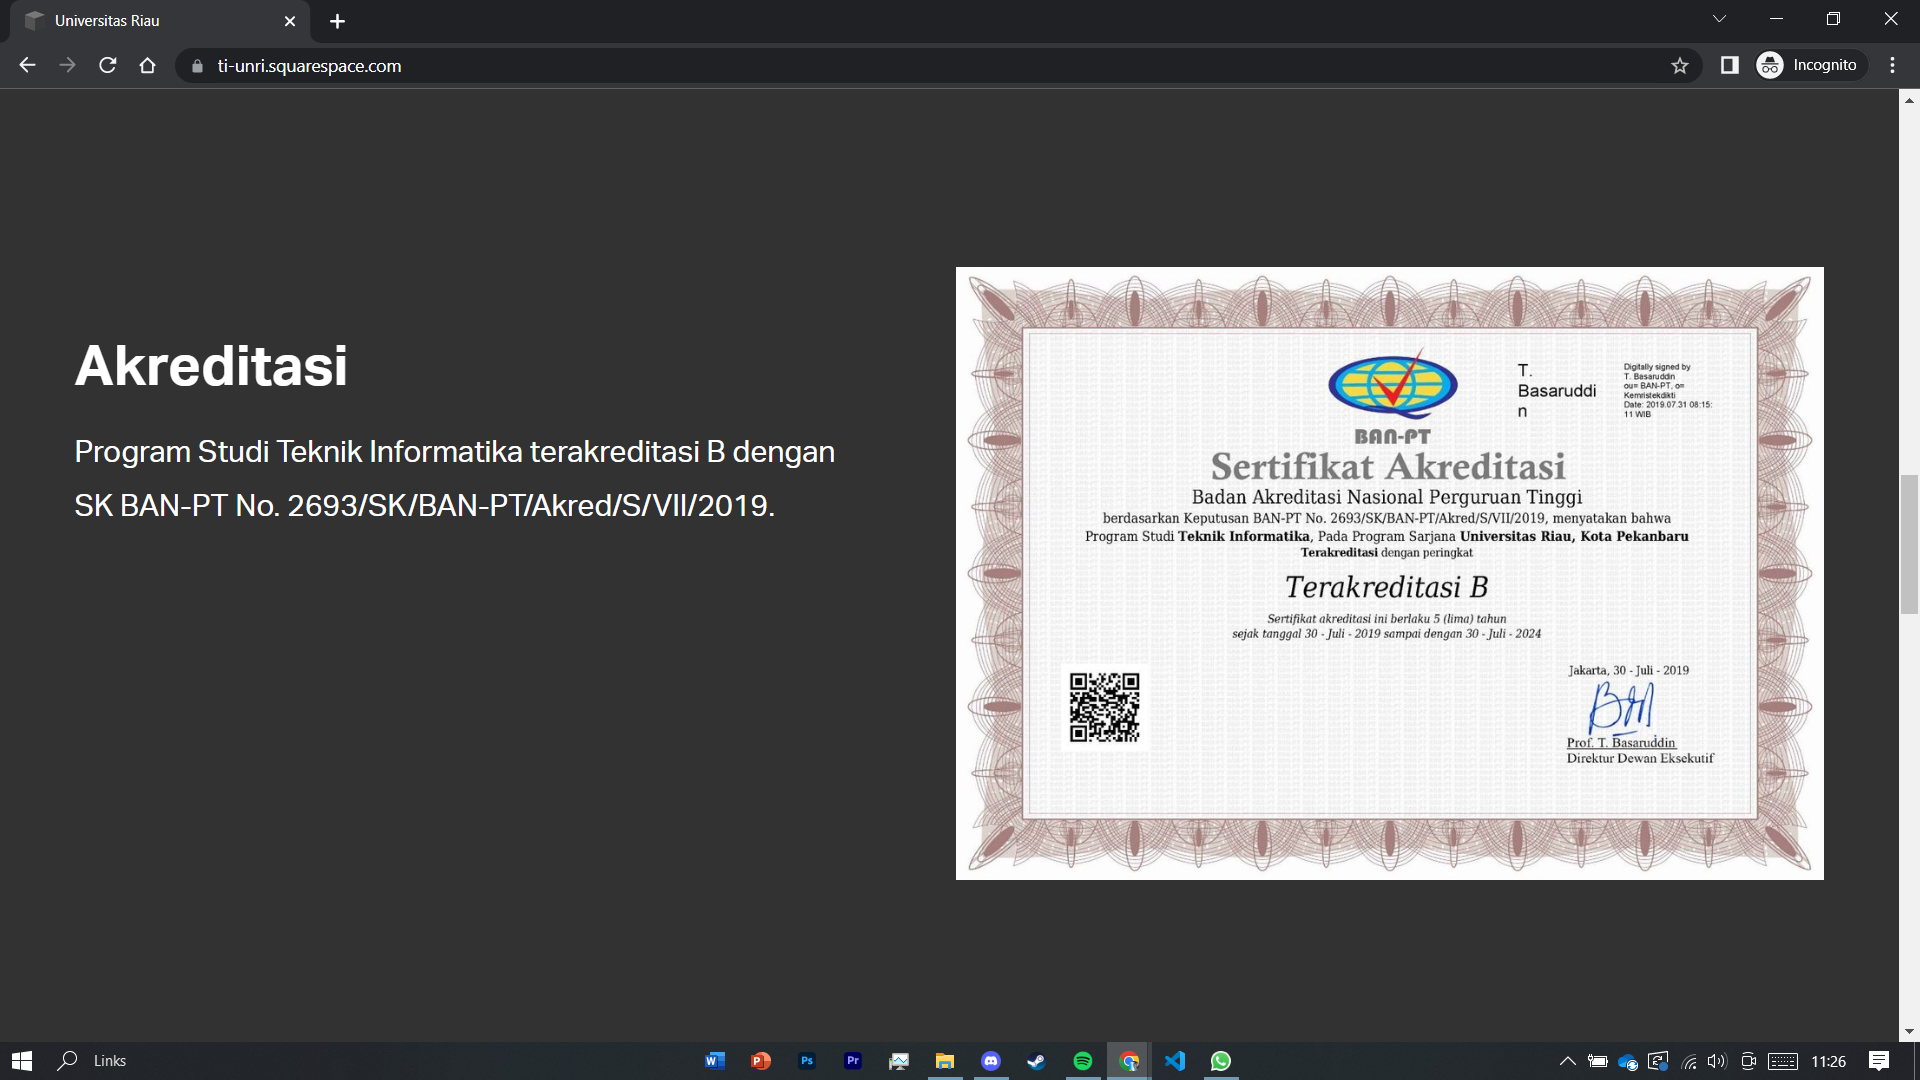 Universitas Riau
ti-unri.squarespace.com
Incognito
Akreditasi
Program Studi Teknik Informatika terakreditasi B dengan
SK BAN-PT No. 2693/SK/BAN-PT/Akred/S/VII/2019.
T.
Basaruddi
n
Digitally signed by
T. Basaruddin
ou= BAN-PT, o=
Kemristekdikti
Date: 2019.07.31 08:15:
11 WIB
BAN-PT
Sertifikat Akreditasi
Badan Akreditasi Nasional Perguruan Tinggi
berdasarkan Keputusan BAN-PT No. 2693/SK/BAN-PT/Akred/S/VII/2019, menyatakan bahwa
Program Studi Teknik Informatika, Pada Program Sarjana Universitas Riau, Kota Pekanbaru
Terakreditasi dengan peringkat
Terakreditasi B
Sertifikat akreditasi ini berlaku 5 (lima) tahun
sejak tanggal 30 - Juli - 2019 sampai dengan 30 - Juli - 2024
Jakarta, 30 - Juli - 2019
Prof. T. Basaruddin
Direktur Dewan Eksekutif
Links
W
P
Ps
Pr
11:26